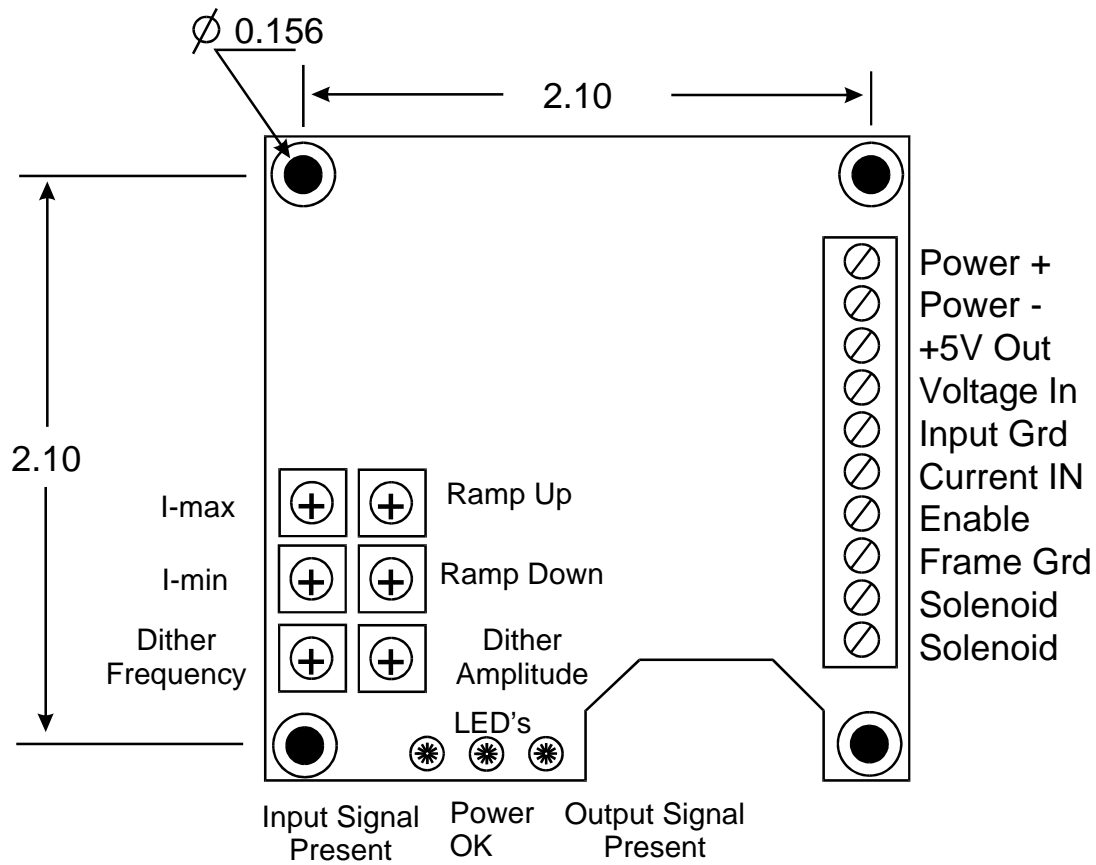 Ø 0.156
2.10
Power +
Power -
+5V Out
Voltage In
Input Grd
Current IN
Enable
Frame Grd
Solenoid
Solenoid
2.10
I-max
Ramp Up
I-min
Ramp Down
Dither
Frequency
Dither
Amplitude
LED's
Input Signal
Present
Power
OK
Output Signal
Present